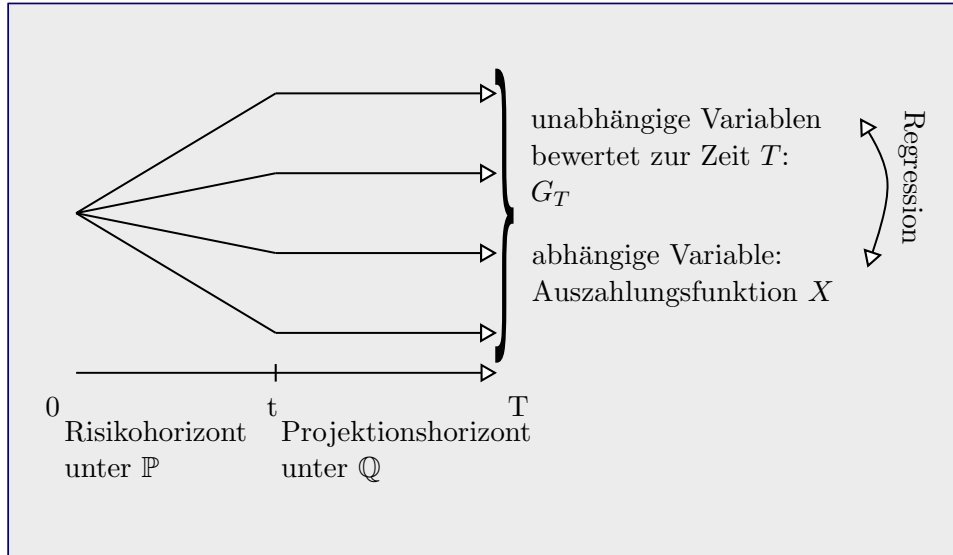 unabhängige Variablen
bewertet zur Zeit T:
G_T
Regression
abhängige Variable:
Auszahlungsfunktion X
0
t
T
Risikohorizont
unter ℙ
Projektionshorizont
unter ℚ